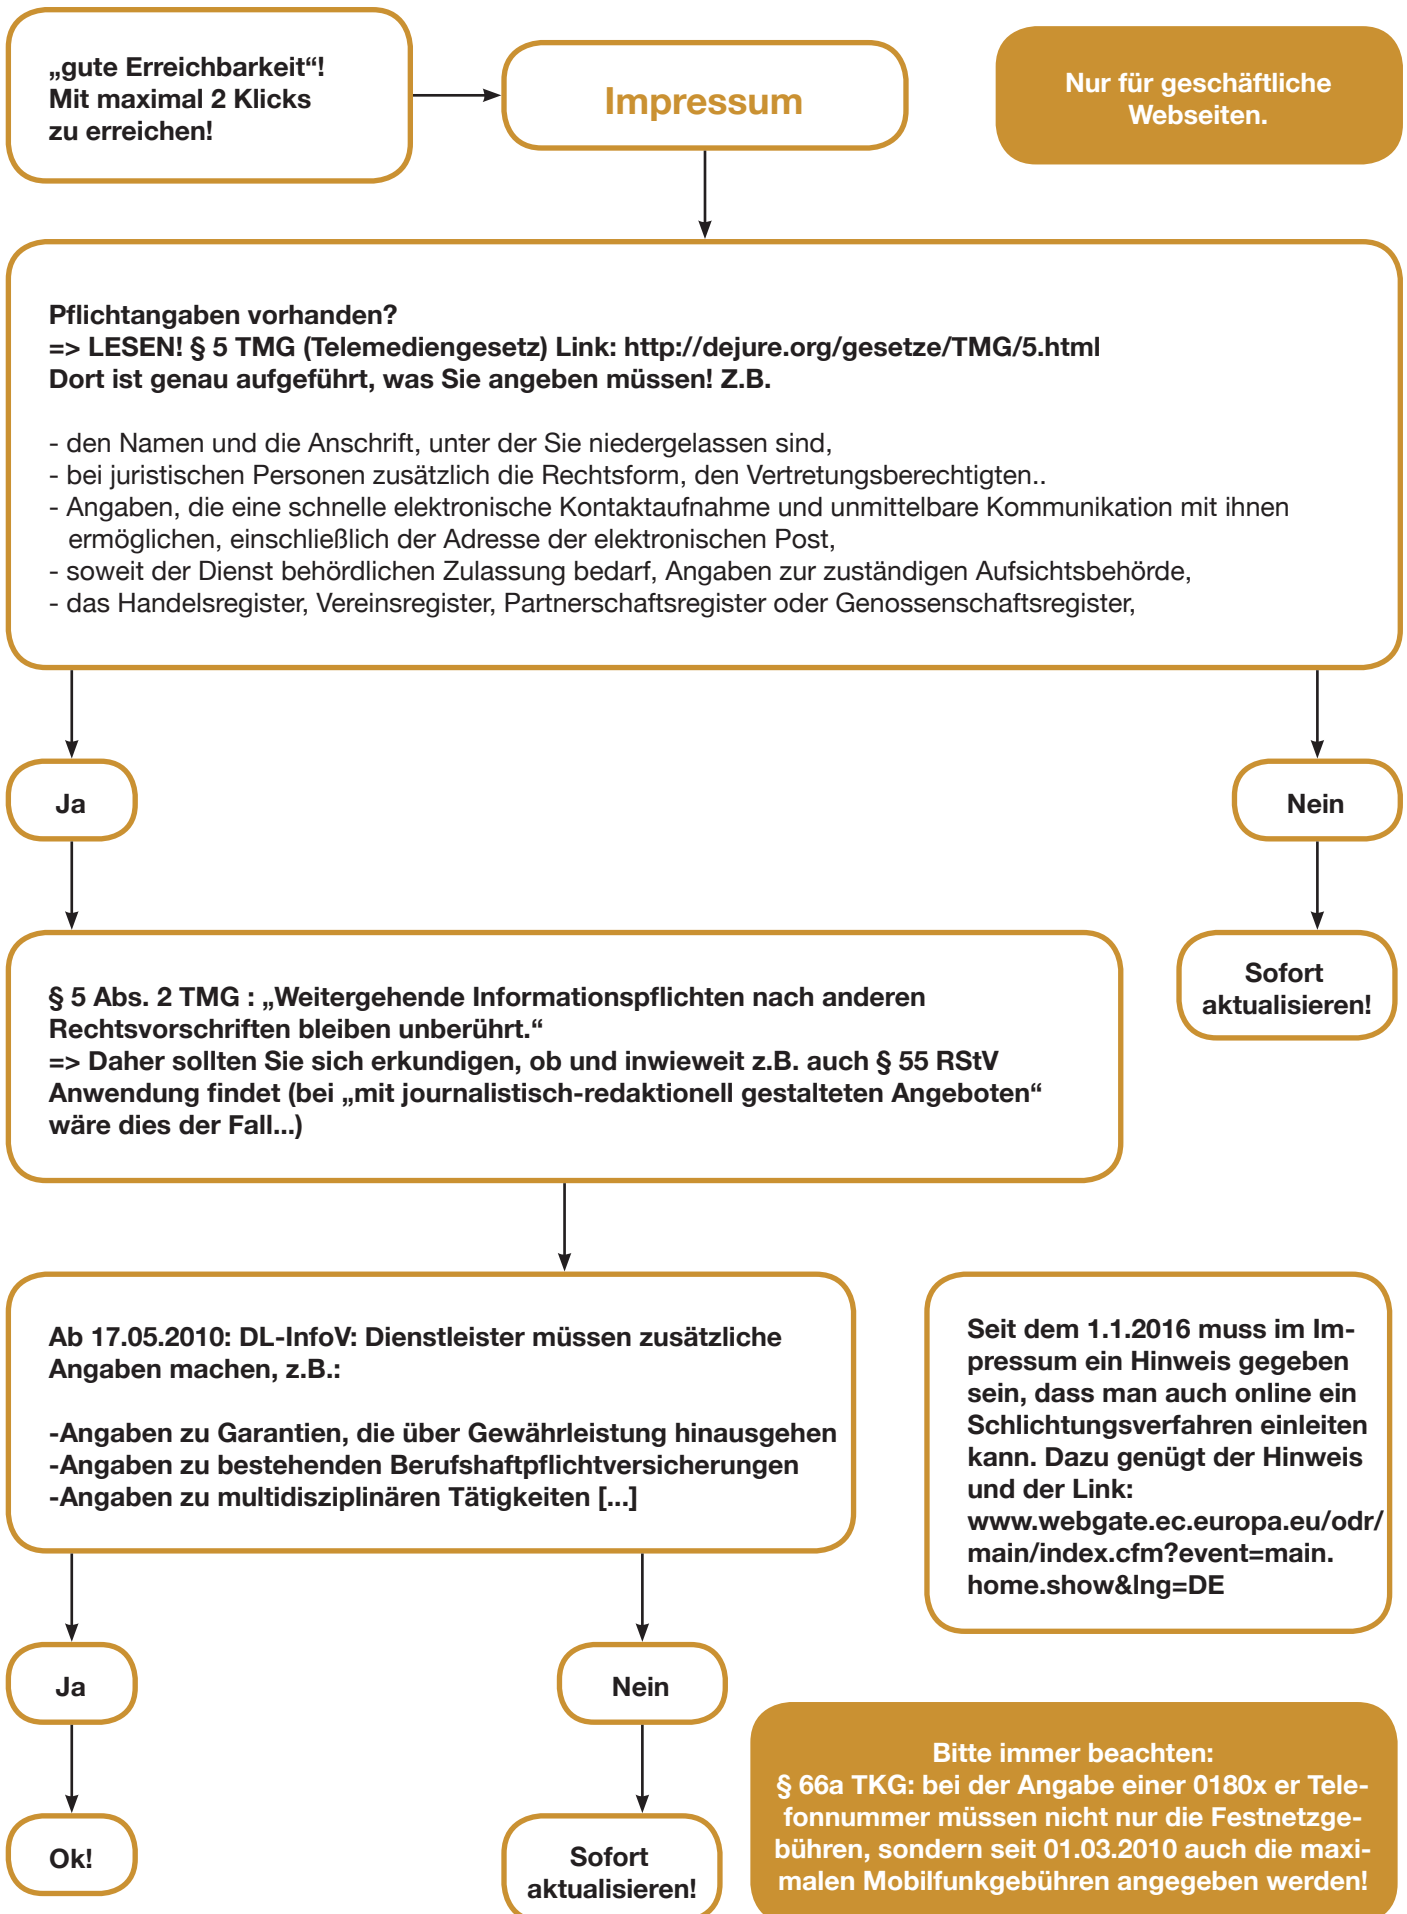 „gute Erreichbarkeit“!
Mit maximal 2 Klicks
zu erreichen!
Impressum
Nur für geschäftliche
Webseiten.
Pflichtangaben vorhanden?
=> LESEN! § 5 TMG (Telemediengesetz) Link: http://dejure.org/gesetze/TMG/5.html
Dort ist genau aufgeführt, was Sie angeben müssen! Z.B.
- den Namen und die Anschrift, unter der Sie niedergelassen sind,
- bei juristischen Personen zusätzlich die Rechtsform, den Vertretungsberechtigten..
- Angaben, die eine schnelle elektronische Kontaktaufnahme und unmittelbare Kommunikation mit ihnen
ermöglichen, einschließlich der Adresse der elektronischen Post,
- soweit der Dienst behördlichen Zulassung bedarf, Angaben zur zuständigen Aufsichtsbehörde,
- das Handelsregister, Vereinsregister, Partnerschaftsregister oder Genossenschaftsregister,
Ja
Nein
§ 5 Abs. 2 TMG : „Weitergehende Informationspflichten nach anderen
Rechtsvorschriften bleiben unberührt.“
=> Daher sollten Sie sich erkundigen, ob und inwieweit z.B. auch § 55 RStV
Anwendung findet (bei „mit journalistisch-redaktionell gestalteten Angeboten“
wäre dies der Fall...)
Sofort
aktualisieren!
Ab 17.05.2010: DL-InfoV: Dienstleister müssen zusätzliche
Angaben machen, z.B.:
-Angaben zu Garantien, die über Gewährleistung hinausgehen
-Angaben zu bestehenden Berufshaftpflichtversicherungen
-Angaben zu multidisziplinären Tätigkeiten [...]
Seit dem 1.1.2016 muss im Im-
pressum ein Hinweis gegeben
sein, dass man auch online ein
Schlichtungsverfahren einleiten
kann. Dazu genügt der Hinweis
und der Link:
www.webgate.ec.europa.eu/odr/
main/index.cfm?event=main.
home.show&lng=DE
Ja
Nein
Ok!
Sofort
aktualisieren!
Bitte immer beachten:
§ 66a TKG: bei der Angabe einer 0180x er Tele-
fonnummer müssen nicht nur die Festnetzge-
bühren, sondern seit 01.03.2010 auch die maxi-
malen Mobilfunkgebühren angegeben werden!